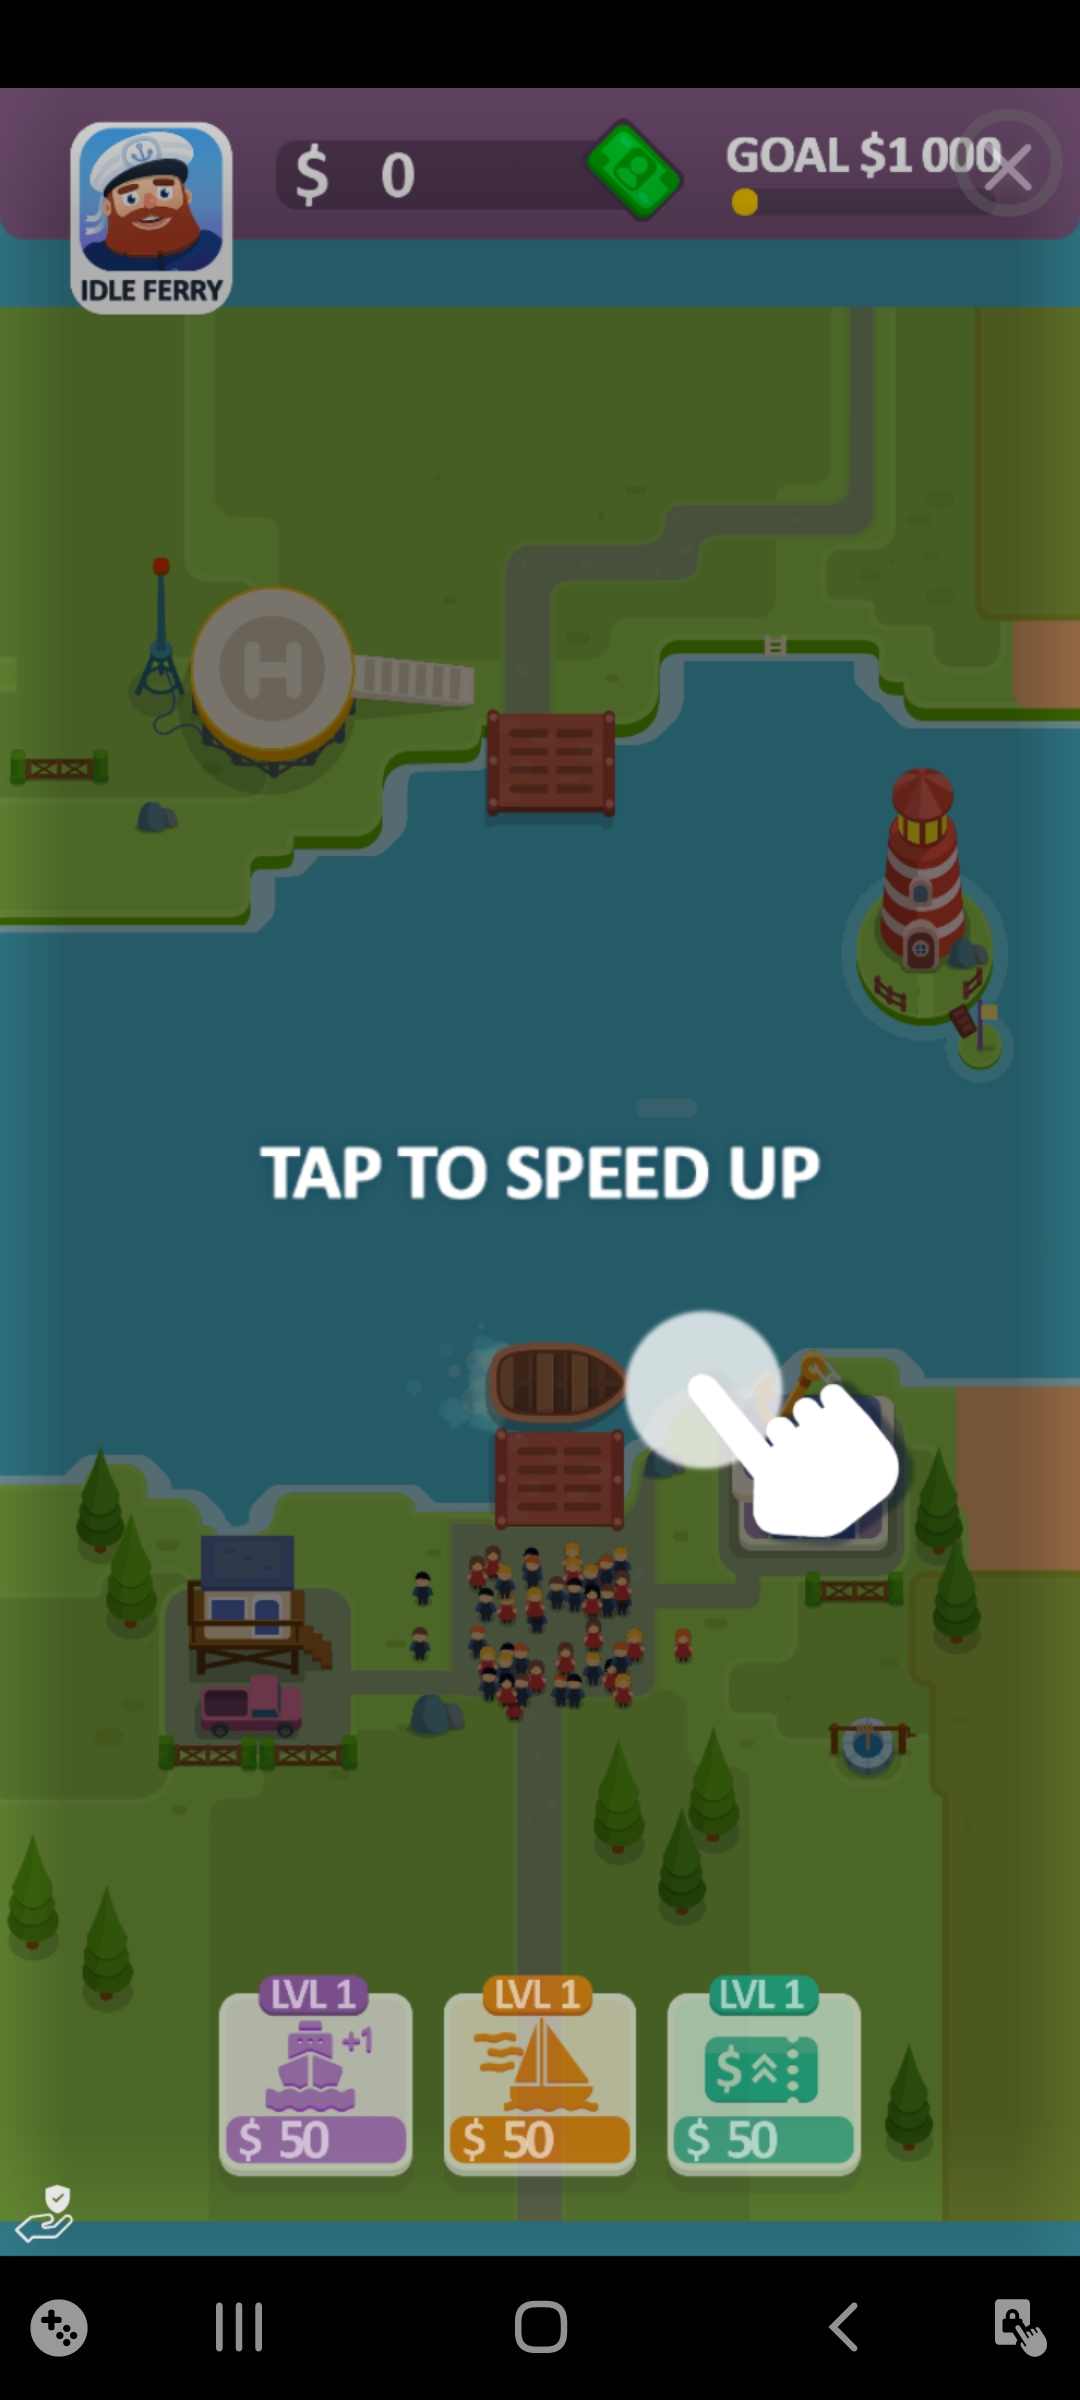 $ 0
GOAL $1 000
IDLE FERRY
H
TAP TO SPEED UP
LVL 1
LVL 1
LVL 1
+1
$
$ 50
$ 50
$ 50